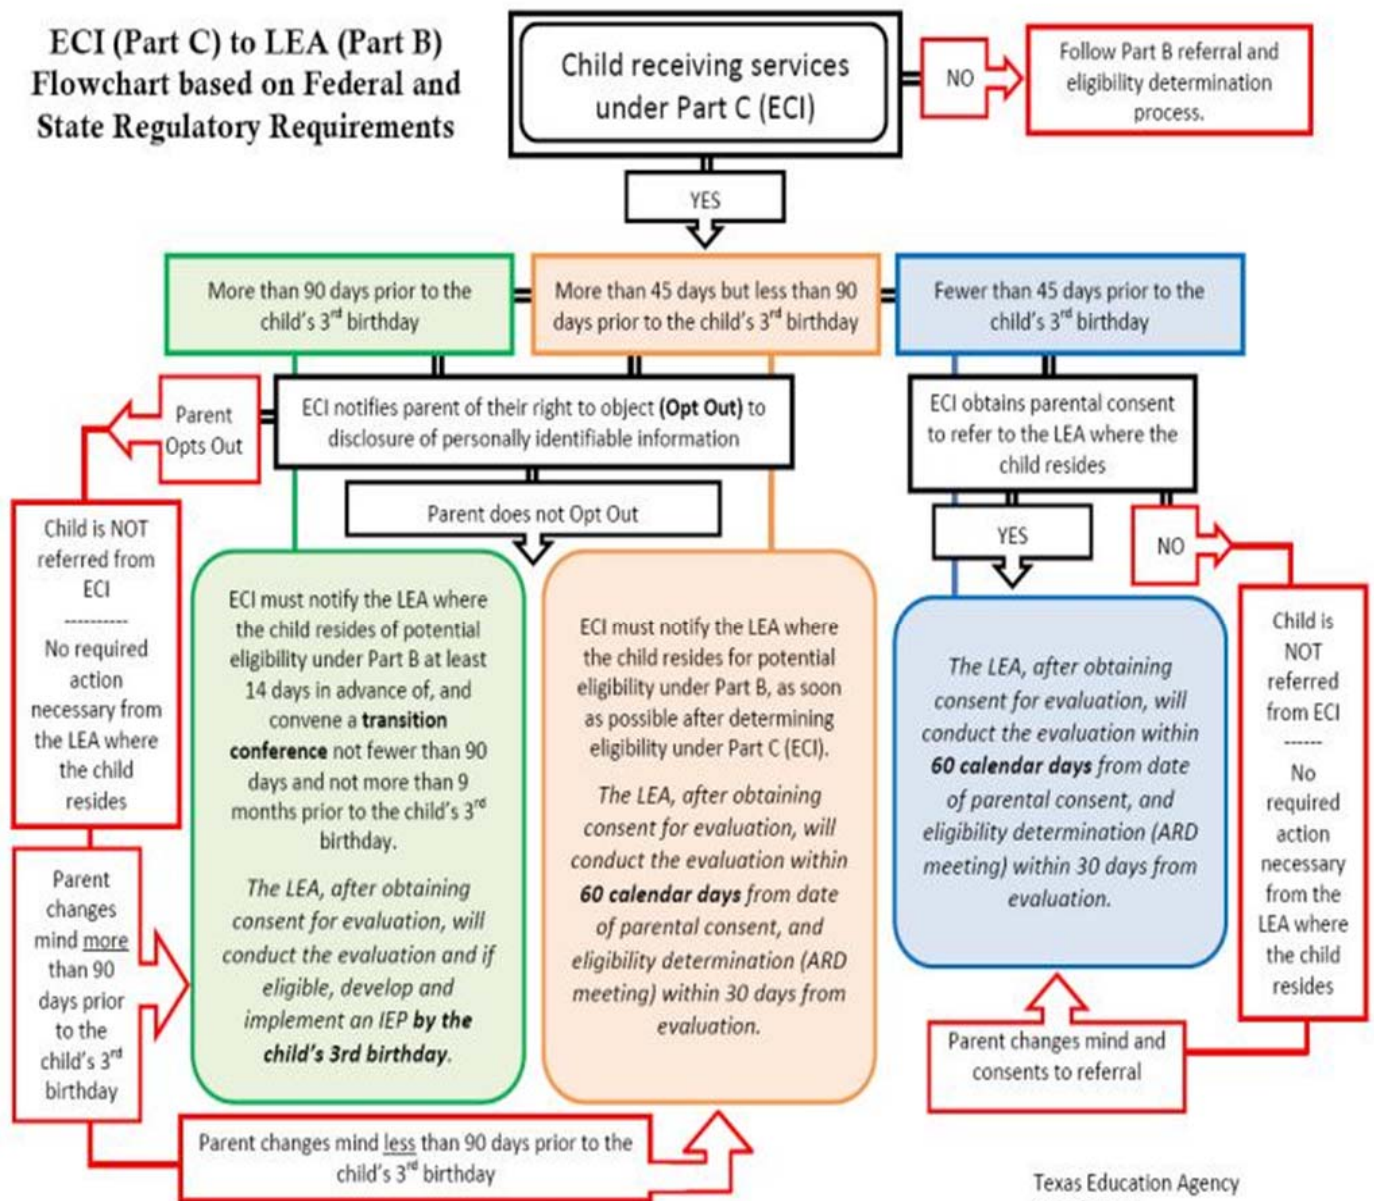 ECI (Part C) to LEA (Part B)
Flowchart based on Federal and
State Regulatory Requirements
Child receiving services
under Part C (ECI)
NO
Follow Part B referral and
eligibility determination
process.
YES
More than 90 days prior to the
child's 3rd birthday
More than 45 days but less than 90
days prior to the child's 3rd birthday
Fewer than 45 days prior to the
child's 3rd birthday
Parent
Opts Out
ECI notifies parent of their right to object (Opt Out) to
disclosure of personally identifiable information
ECI obtains parental consent
to refer to the LEA where the
child resides
Parent does not Opt Out
YES
NO
Child is NOT
referred from
ECI
----------
No required
action
necessary from
the LEA where
the child
resides
ECI must notify the LEA where
the child resides of potential
eligibility under Part B at least
14 days in advance of, and
convene a transition
conference not fewer than 90
days and not more than 9
months prior to the child's 3rd
birthday.
The LEA, after obtaining
consent for evaluation, will
conduct the evaluation and if
eligible, develop and
implement an IEP by the
child's 3rd birthday.
ECI must notify the LEA where
the child resides for potential
eligibility under Part B, as soon
as possible after determining
eligibility under Part C (ECI).
The LEA, after obtaining
consent for evaluation, will
conduct the evaluation within
60 calendar days from date
of parental consent, and
eligibility determination (ARD
meeting) within 30 days from
evaluation.
The LEA, after obtaining
consent for evaluation, will
conduct the evaluation within
60 calendar days from date
of parental consent, and
eligibility determination (ARD
meeting) within 30 days from
evaluation.
Child is
NOT
referred
from ECI
------
No
required
action
necessary
from the
LEA where
the child
resides
Parent
changes
mind more
than 90
days prior
to the
child's 3rd
birthday
Parent changes mind and
consents to referral
Parent changes mind less than 90 days prior to the
child's 3rd birthday
Texas Education Agency